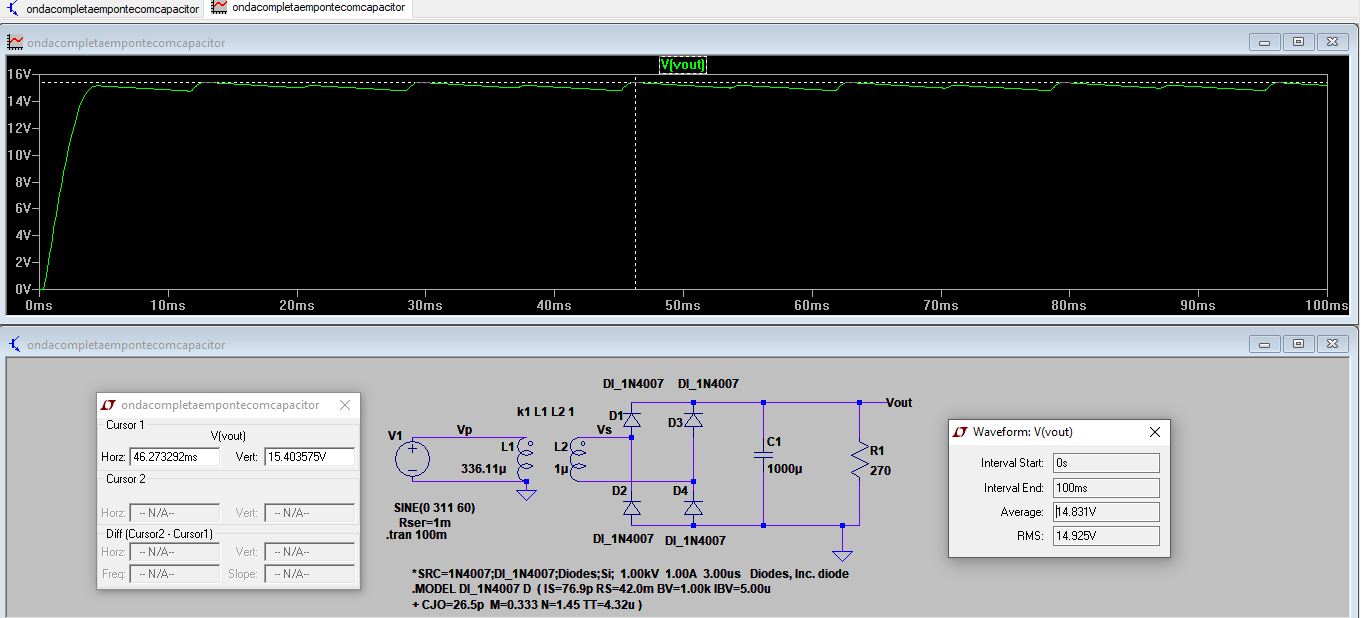 ondacompletaempontecomcapacitor
ondacompletaempontecomcapacitor
ondacompletaempontecomcapacitor
V(vout)
16V
14V
12V
10V
8V
6V
4V
2V
0V
0ms 10ms 20ms 30ms 40ms 50ms 60ms 70ms 80ms 90ms 100ms
ondacompletaempontecomcapacitor
ondacompletaempontecomcapacitor
Cursor 1
V(vout)
Horz: 46.273292ms Vert: 15.403575V
Cursor 2
Horz: -- N/A-- Vert: -- N/A--
Diff (Cursor2 - Cursor1)
Horz: -- N/A-- Vert: -- N/A--
Freq: -- N/A-- Slope: -- N/A--
DI_1N4007 DI_1N4007
k1 L1 L2 1
V1
Vp
L1
336.11µ
L2
1µ
Vs
D1
D3
D2
D4
DI_1N4007 DI_1N4007
C1
1000µ
R1
270
Vout
SINE(0 311 60)
Rser=1m
.tran 100m
*SRC=1N4007;DI_1N4007;Diodes;Si; 1.00kV 1.00A 3.00us Diodes, Inc. diode
.MODEL DI_1N4007 D ( IS=76.9p RS=42.0m BV=1.00k IBV=5.00u
+ CJO=26.5p M=0.333 N=1.45 TT=4.32u )
Waveform: V(vout)
Interval Start: 0s
Interval End: 100ms
Average: 14.831V
RMS: 14.925V